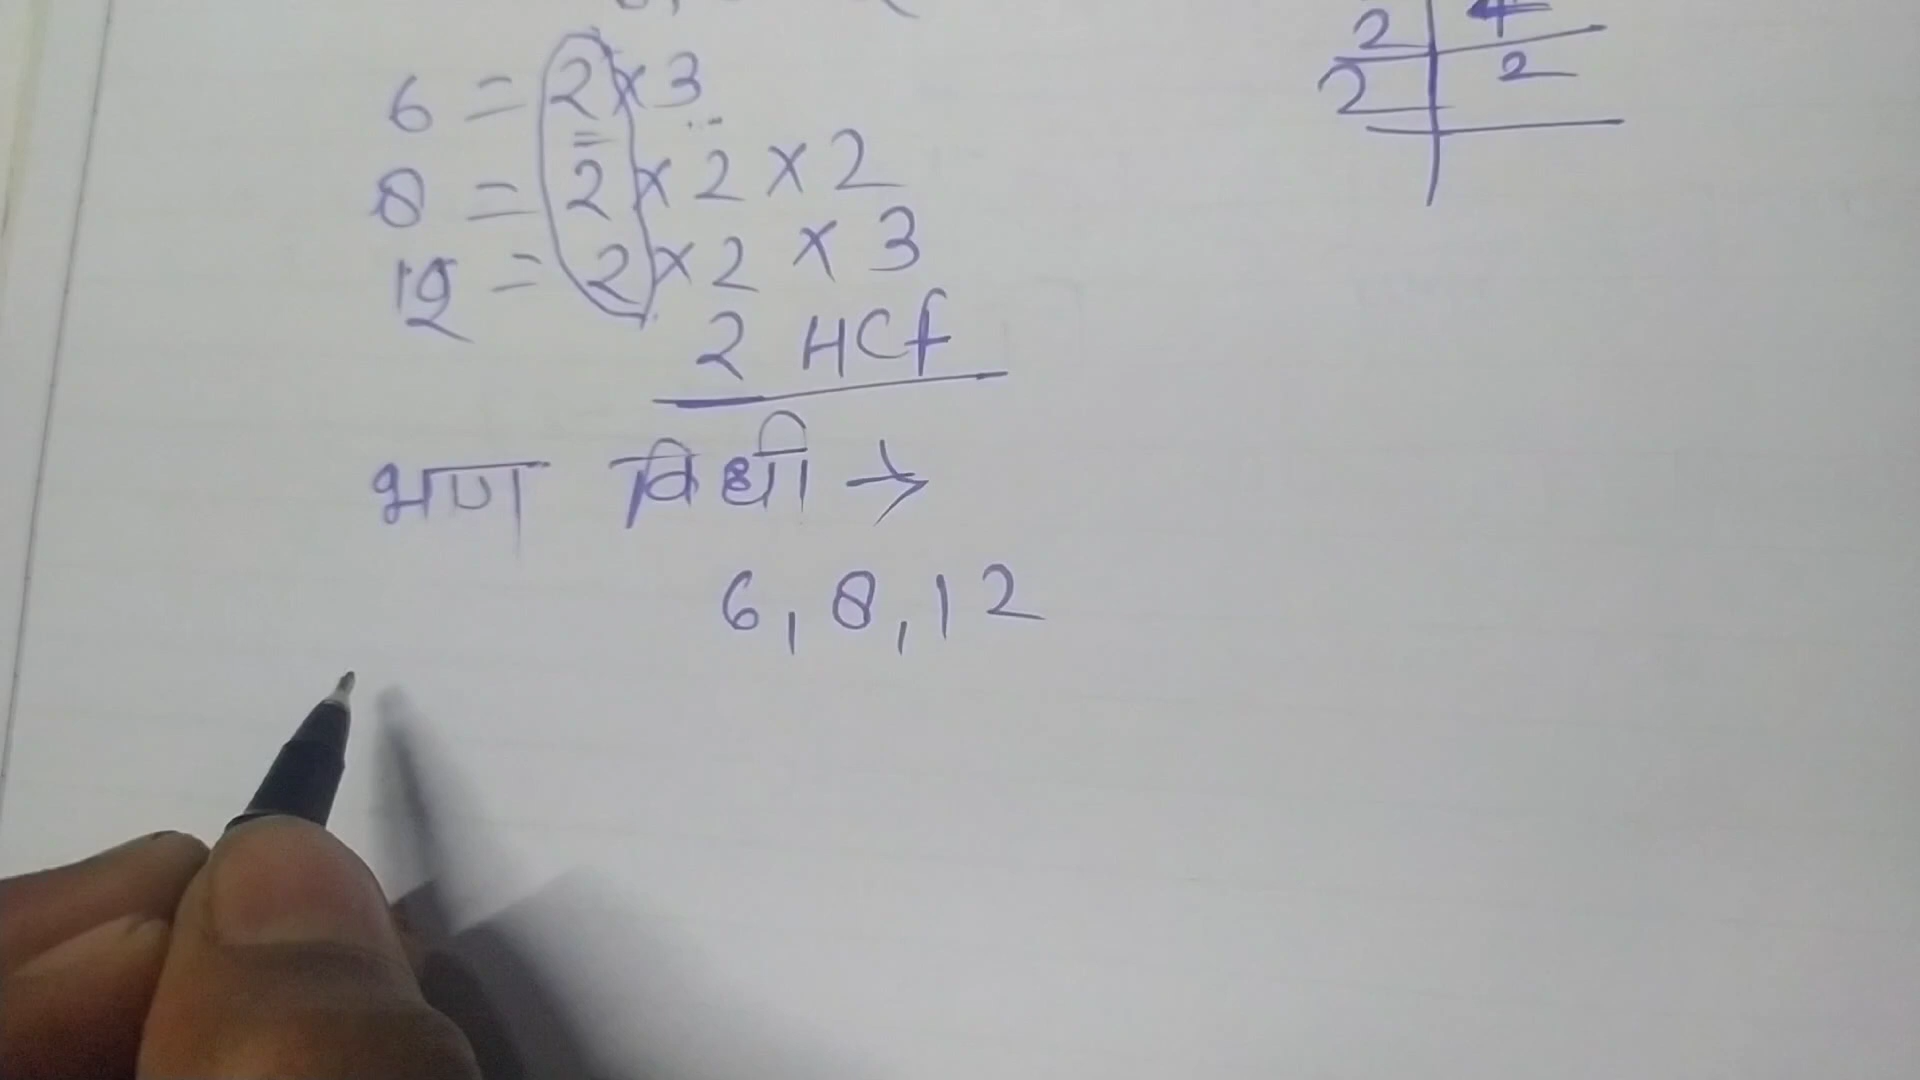 6 = 2 x 3
8 = 2 x 2 x 2
12 = 2 x 2 x 3
2 HCf
भण विधी →
6, 8, 12
2 4
2 2